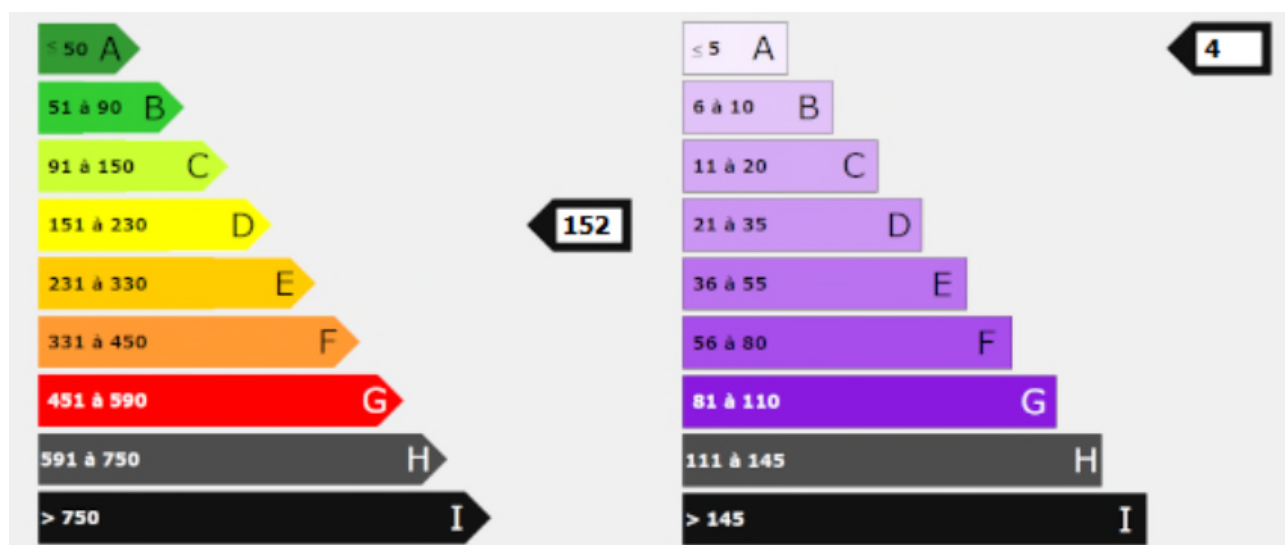 ≤ 50 A
51 à 90 B
91 à 150 C
151 à 230 D
152
231 à 330 E
331 à 450 F
451 à 590 G
591 à 750 H
> 750 I
≤ 5 A
4
6 à 10 B
11 à 20 C
21 à 35 D
36 à 55 E
56 à 80 F
81 à 110 G
111 à 145 H
> 145 I